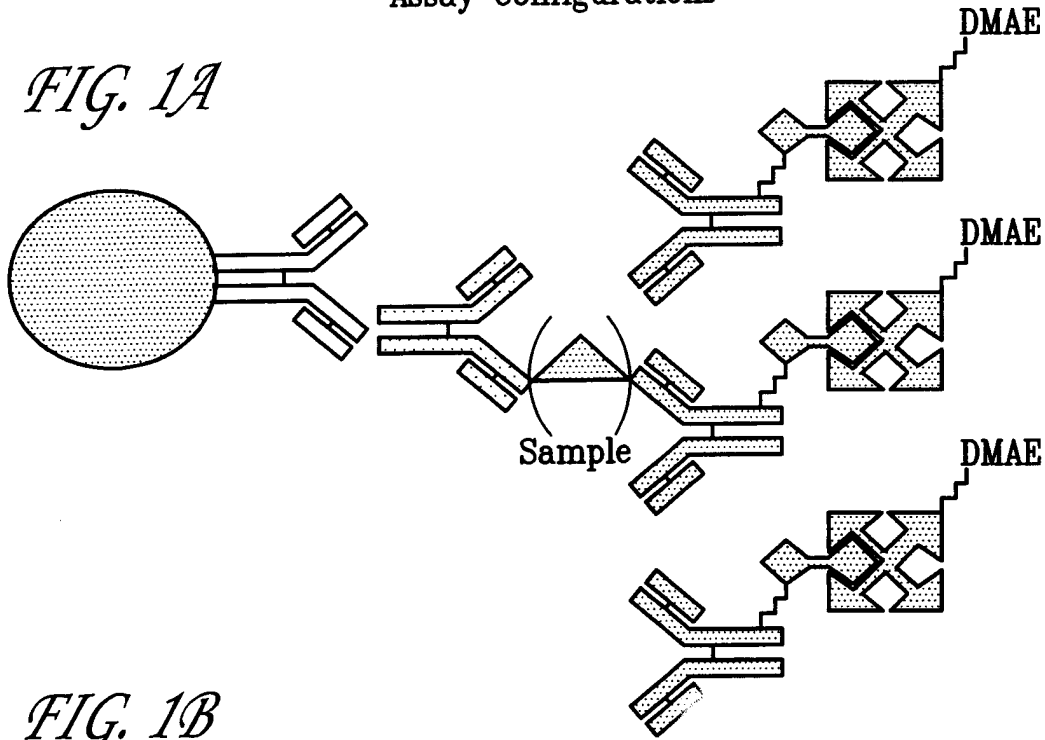 Assay Configurations
DMAE
FIG. 1A
DMAE
Sample
DMAE
FIG. 1B